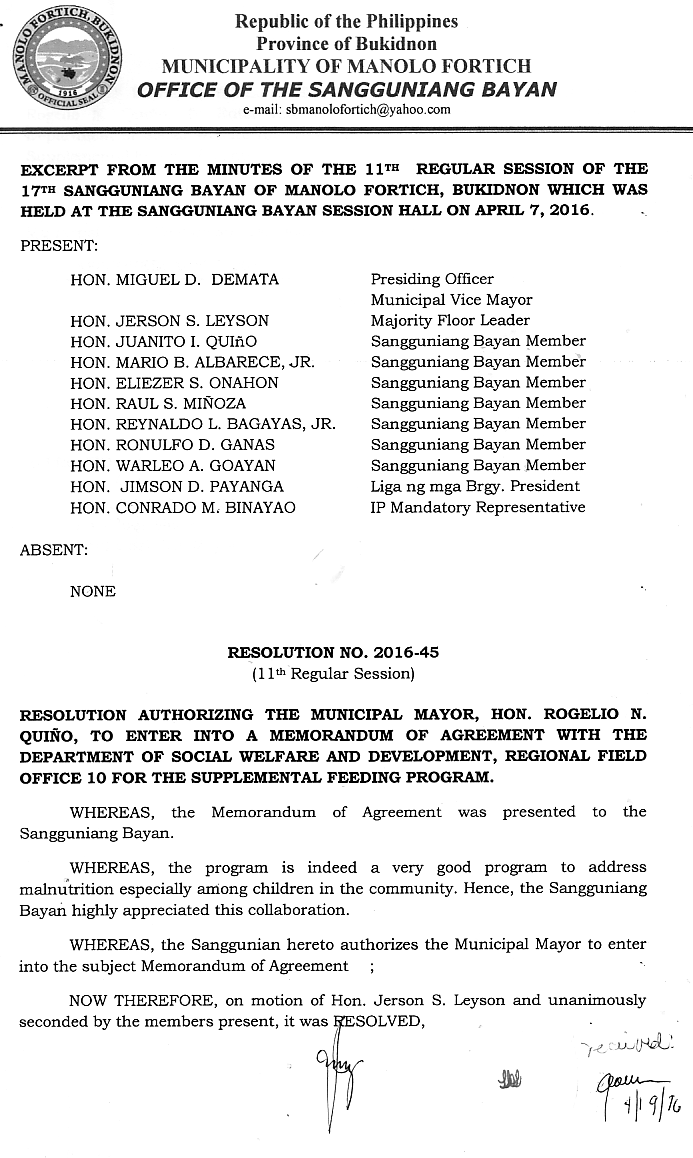 MANOLO FORTICH, BUKIDNON
1916
OFFICIAL SEAL
Republic of the Philippines
Province of Bukidnon
MUNICIPALITY OF MANOLO FORTICH
OFFICE OF THE SANGGUNIANG BAYAN
e-mail: sbmanolofortich@yahoo.com
EXCERPT FROM THE MINUTES OF THE 11TH REGULAR SESSION OF THE
17TH SANGGUNIANG BAYAN OF MANOLO FORTICH, BUKIDNON WHICH WAS
HELD AT THE SANGGUNIANG BAYAN SESSION HALL ON APRIL 7, 2016.
PRESENT:
HON. MIGUEL D. DEMATA Presiding Officer
Municipal Vice Mayor
HON. JERSON S. LEYSON Majority Floor Leader
HON. JUANITO I. QUIñO Sangguniang Bayan Member
HON. MARIO B. ALBARECE, JR. Sangguniang Bayan Member
HON. ELIEZER S. ONAHON Sangguniang Bayan Member
HON. RAUL S. MIÑOZA Sangguniang Bayan Member
HON. REYNALDO L. BAGAYAS, JR. Sangguniang Bayan Member
HON. RONULFO D. GANAS Sangguniang Bayan Member
HON. WARLEO A. GOAYAN Sangguniang Bayan Member
HON. JIMSON D. PAYANGA Liga ng mga Brgy. President
HON. CONRADO M. BINAYAO IP Mandatory Representative
ABSENT:
NONE
RESOLUTION NO. 2016-45
(11th Regular Session)
RESOLUTION AUTHORIZING THE MUNICIPAL MAYOR, HON. ROGELIO N.
QUIÑO, TO ENTER INTO A MEMORANDUM OF AGREEMENT WITH THE
DEPARTMENT OF SOCIAL WELFARE AND DEVELOPMENT, REGIONAL FIELD
OFFICE 10 FOR THE SUPPLEMENTAL FEEDING PROGRAM.
WHEREAS, the Memorandum of Agreement was presented to the
Sangguniang Bayan.
WHEREAS, the program is indeed a very good program to address
malnutrition especially among children in the community. Hence, the Sangguniang
Bayan highly appreciated this collaboration.
WHEREAS, the Sanggunian hereto authorizes the Municipal Mayor to enter
into the subject Memorandum of Agreement ;
NOW THEREFORE, on motion of Hon. Jerson S. Leyson and unanimously
seconded by the members present, it was RESOLVED,
received:
4/19/16